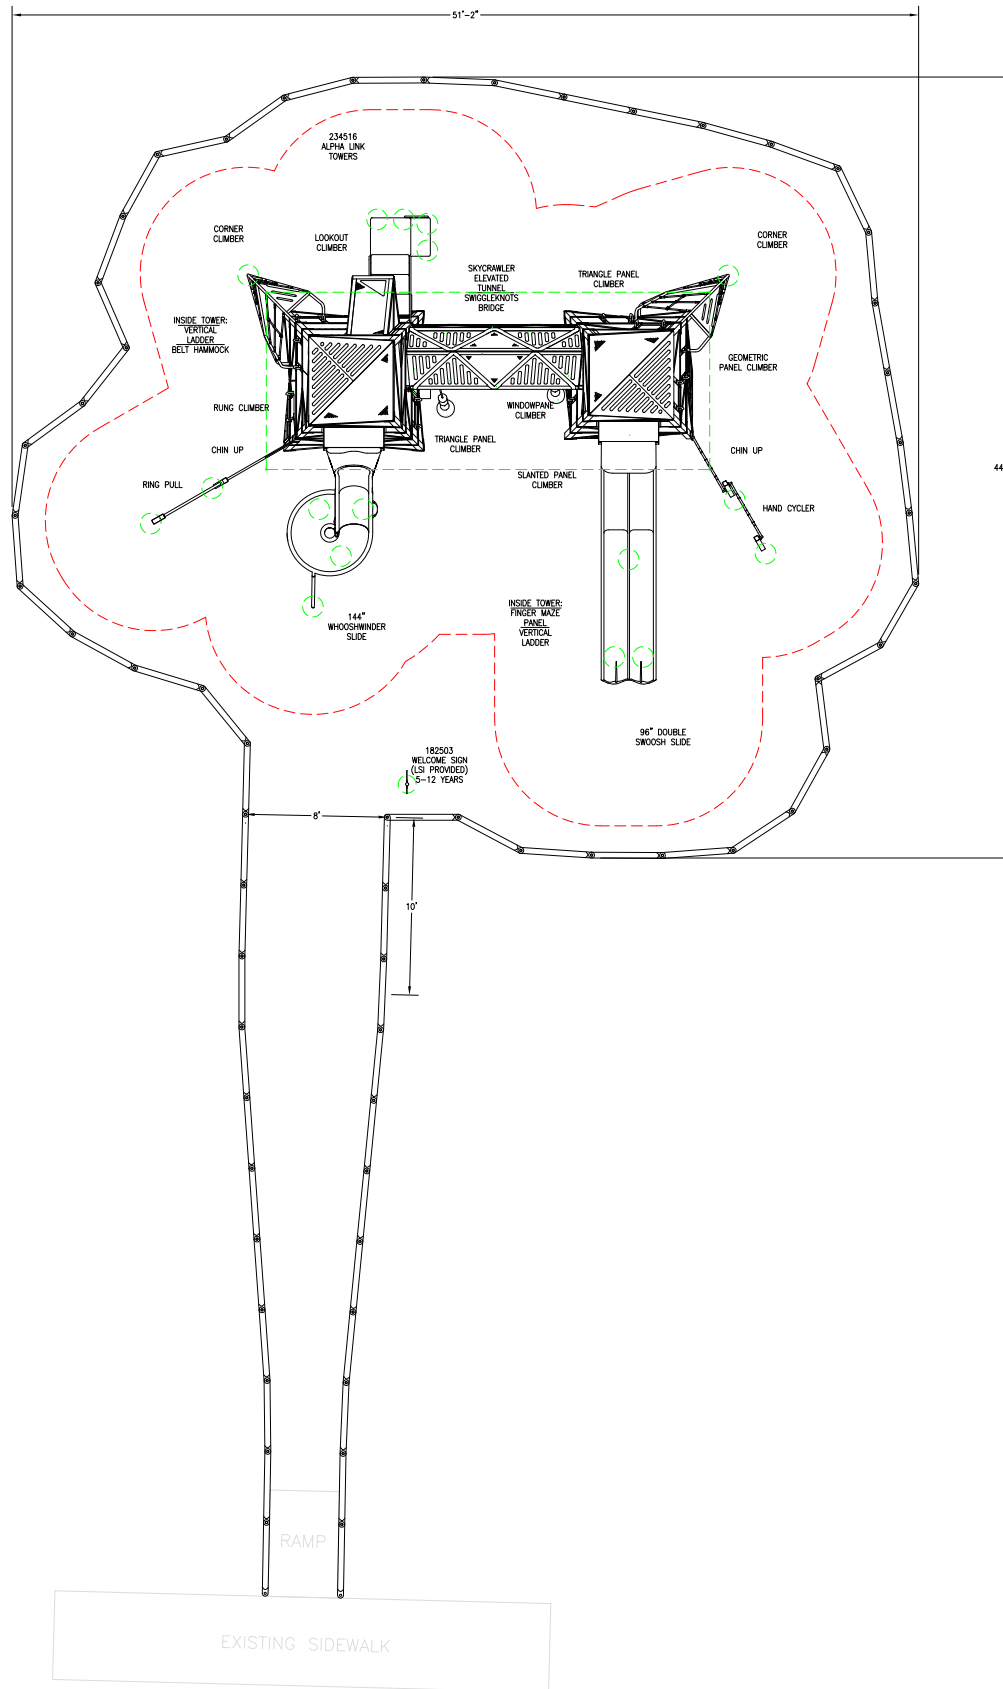 51'-2"
234516
ALPHA LINK
TOWERS
CORNER
CLIMBER
LOOKOUT
CLIMBER
CORNER
CLIMBER
SKYCRAWLER
ELEVATED
TUNNEL
SWIGGLEKNOTS
BRIDGE
TRIANGLE PANEL
CLIMBER
INSIDE TOWER:
VERTICAL
LADDER
BELT HAMMOCK
GEOMETRIC
PANEL CLIMBER
RUNG CLIMBER
WINDOWPANE
CLIMBER
TRIANGLE PANEL
CLIMBER
CHIN UP
CHIN UP
44
RING PULL
SLANTED PANEL
CLIMBER
HAND CYCLER
INSIDE TOWER:
FINGER MAZE
PANEL
VERTICAL
LADDER
144"
WHOOSHWINDER
SLIDE
96" DOUBLE
SWOOSH SLIDE
182503
WELCOME SIGN
(LSI PROVIDED)
5-12 YEARS
8'
10'
RAMP
EXISTING SIDEWALK